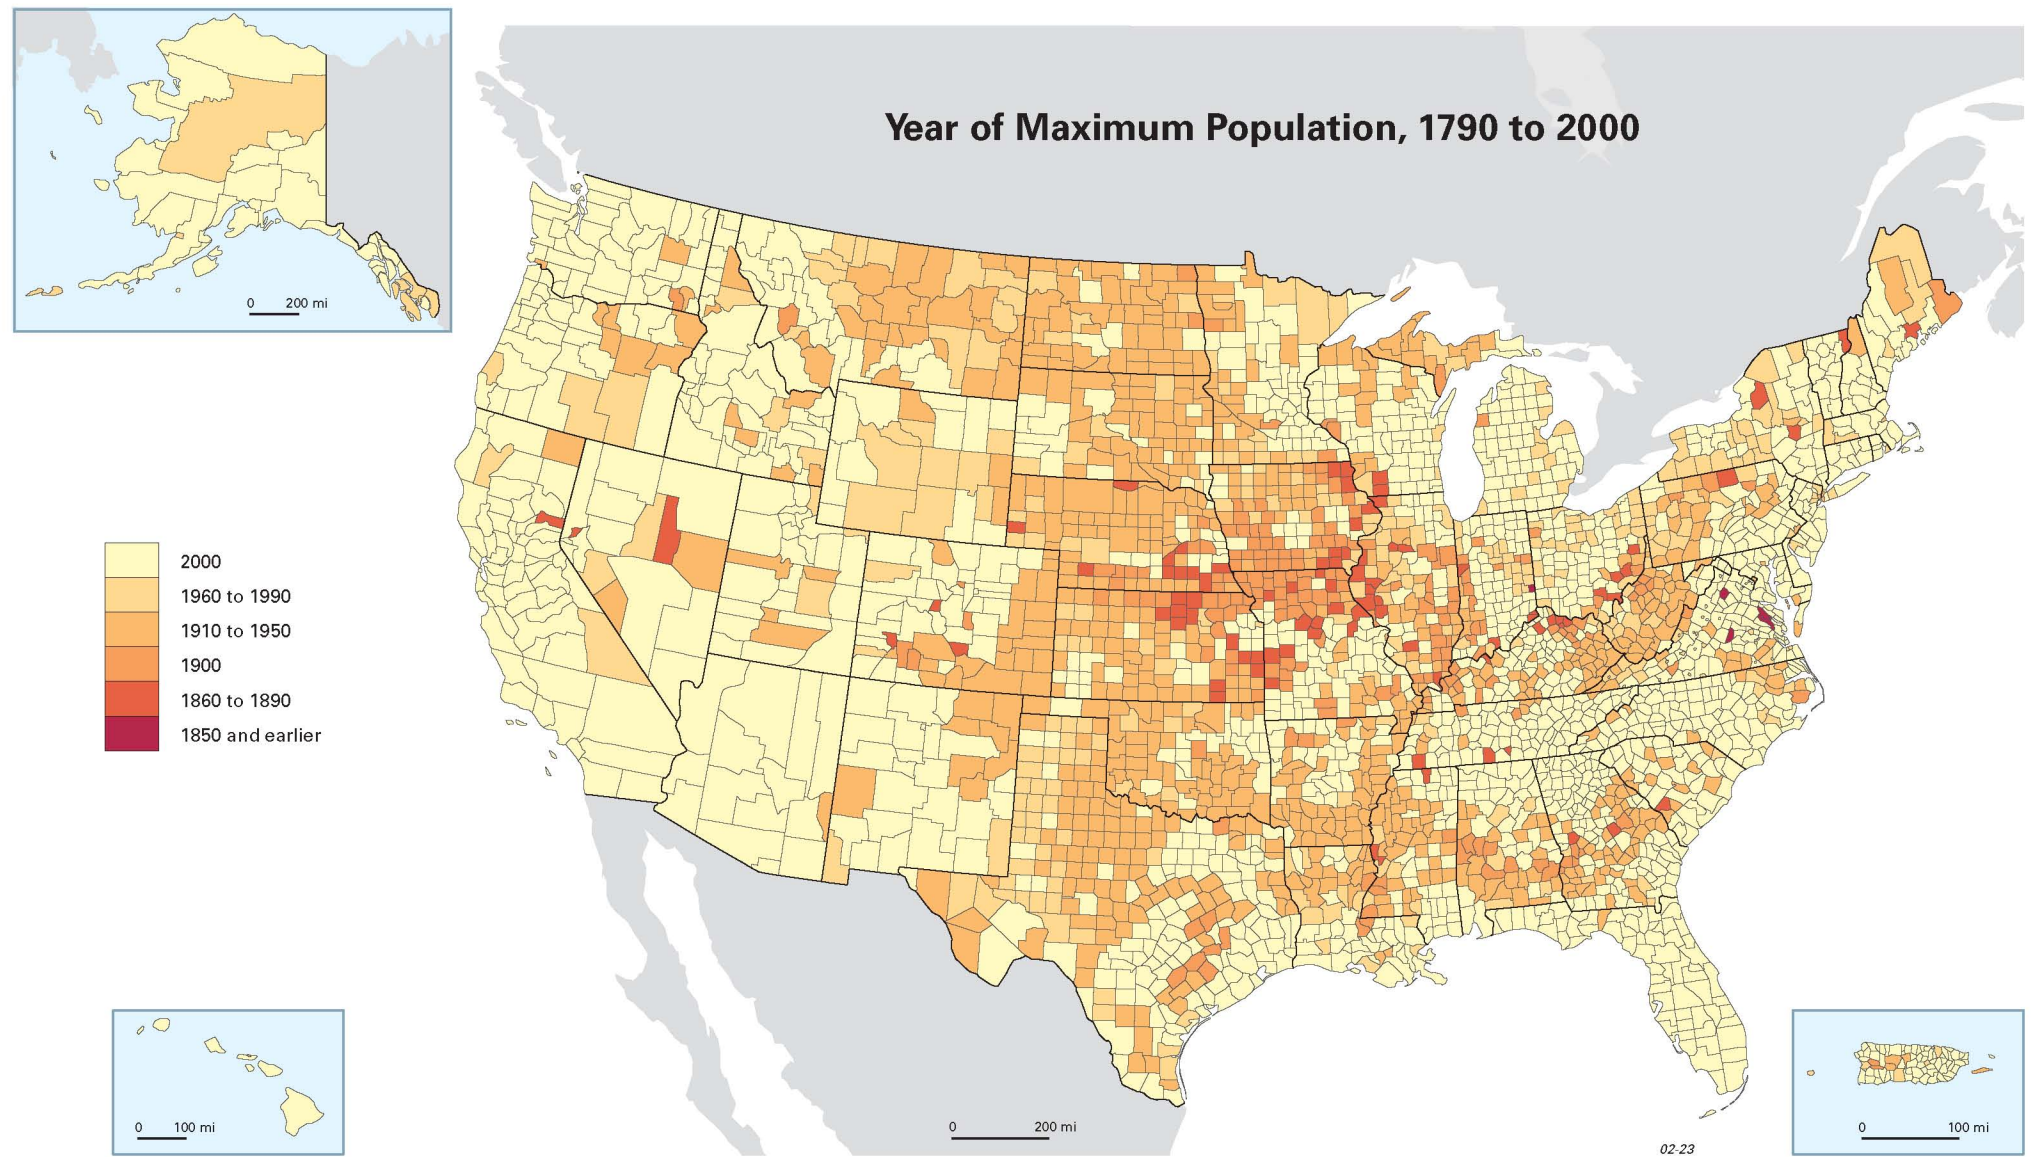 Year of Maximum Population, 1790 to 2000
0 200 mi
2000
1960 to 1990
1910 to 1950
1900
1860 to 1890
1850 and earlier
0 100 mi
0 200 mi
0 100 mi
02-23